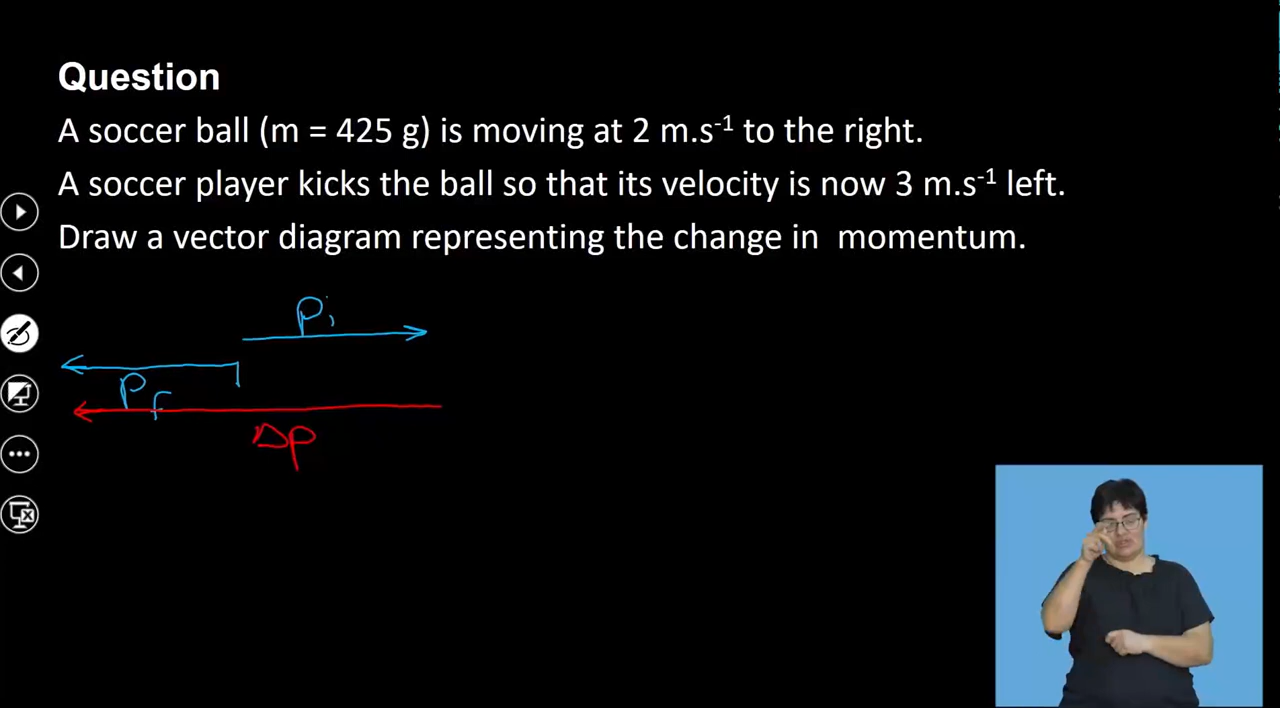 Question
A soccer ball (m = 425 g) is moving at 2 m.s⁻¹ to the right.
A soccer player kicks the ball so that its velocity is now 3 m.s⁻¹ left.
Draw a vector diagram representing the change in  momentum.
Pi
Pf
Δp